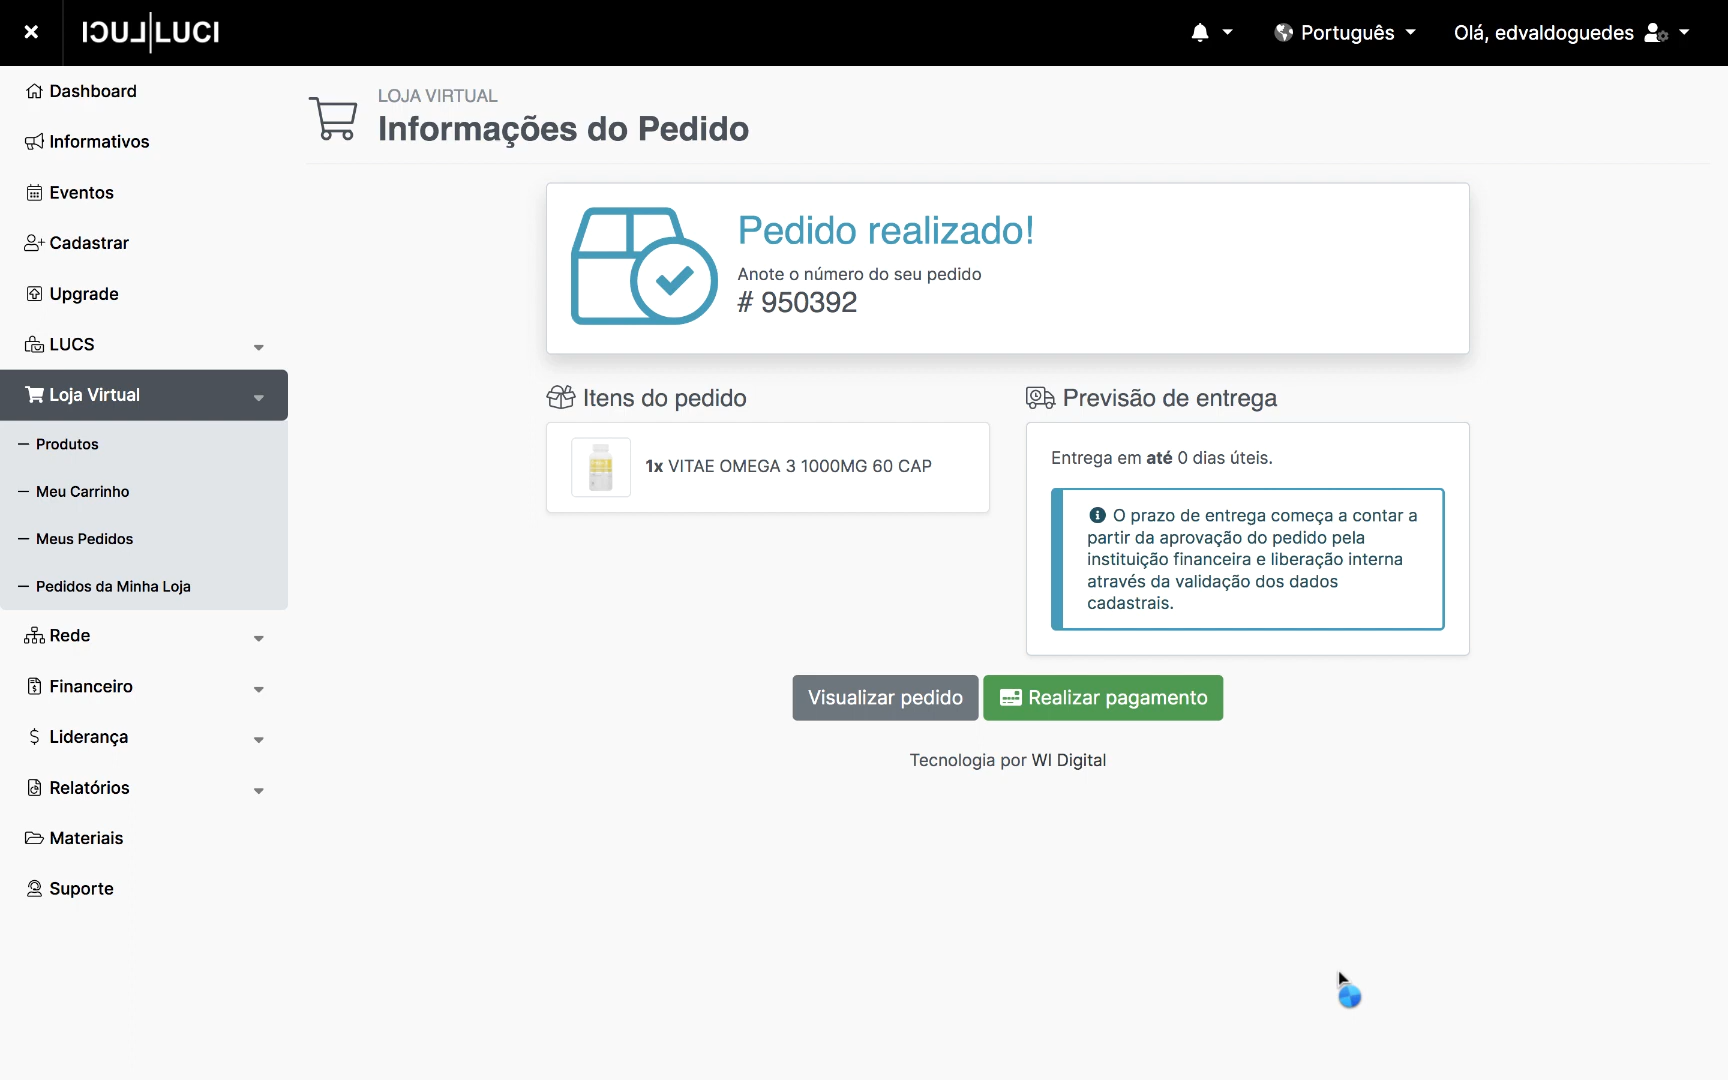 ICUL|LUCI
Português
Olá, edvaldoguedes
Dashboard
Informativos
Eventos
Cadastrar
Upgrade
LUCS
Loja Virtual
Produtos
Meu Carrinho
Meus Pedidos
Pedidos da Minha Loja
Rede
Financeiro
Liderança
Relatórios
Materiais
Suporte
LOJA VIRTUAL
Informações do Pedido
Pedido realizado!
Anote o número do seu pedido
# 950392
Itens do pedido
1x VITAE OMEGA 3 1000MG 60 CAP
Previsão de entrega
Entrega em até 0 dias úteis.
O prazo de entrega começa a contar a
partir da aprovação do pedido pela
instituição financeira e liberação interna
através da validação dos dados
cadastrais.
Visualizar pedido
Realizar pagamento
Tecnologia por WI Digital